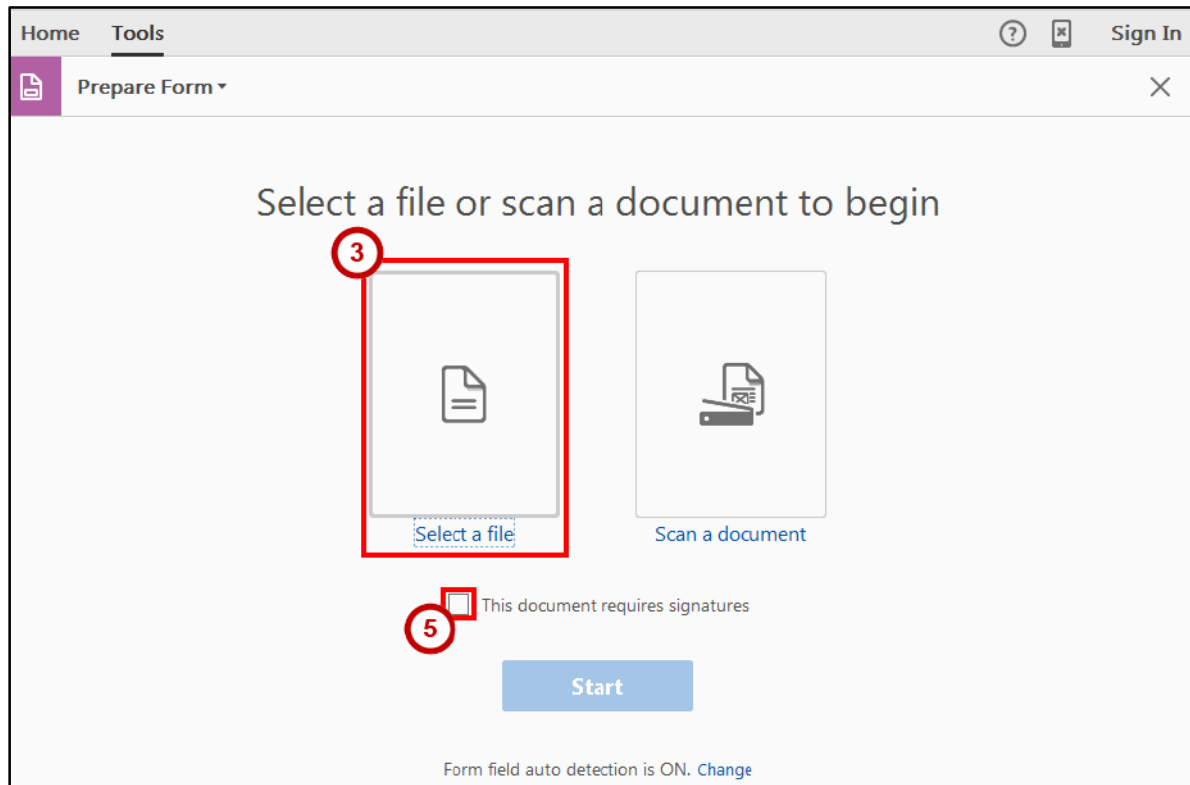 Home Tools ? Sign In
Prepare Form
Select a file or scan a document to begin
3
Select a file Scan a document
This document requires signatures
5
Start
Form field auto detection is ON. Change